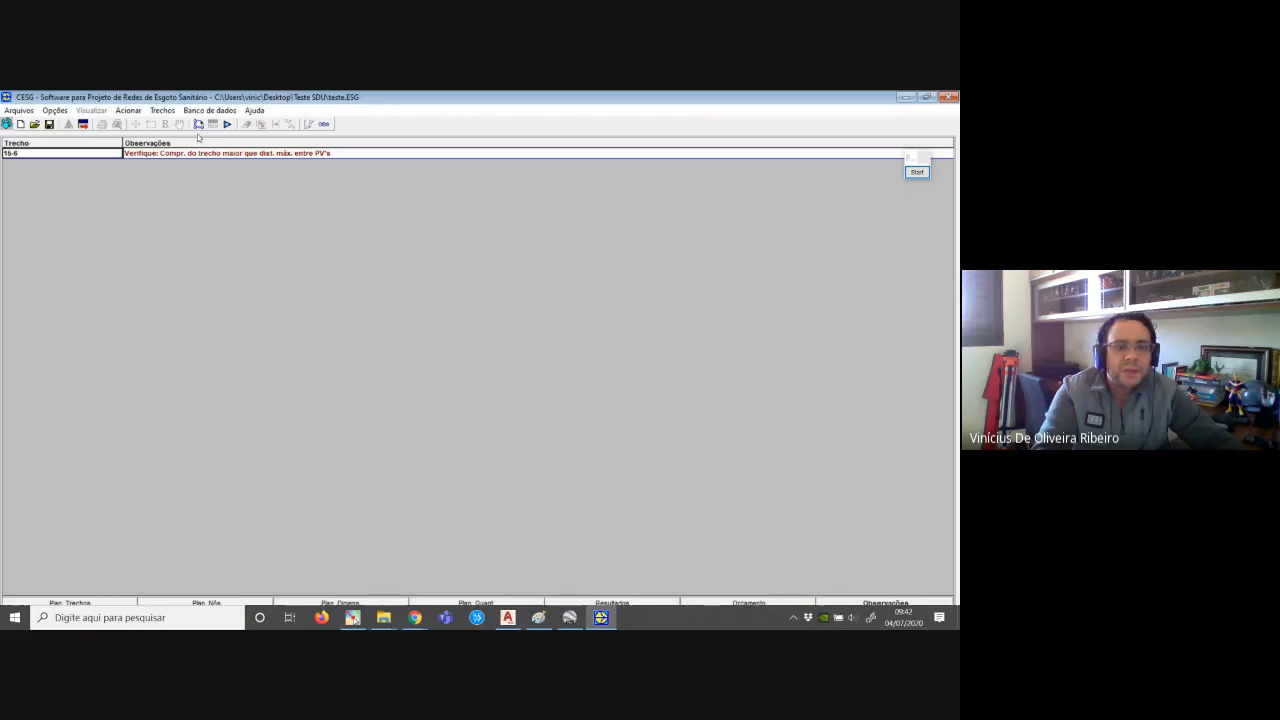 CESG - Software para Projeto de Redes de Esgoto Sanitário - C:\Users\vinic\Desktop\Teste SDU\teste.ESG
Arquivos Opções Visualizar Acionar Trechos Banco de dados Ajuda
Trecho Observações
15-6 Verifique: Compr. do trecho maior que dist. máx. entre PV's
Start
Plan. Trechos Plan. Nós Plan. Dimens. Plan. Quant. Resultados Orçamento Observações
Digite aqui para pesquisar
09:42
04/07/2020
Vinícius De Oliveira Ribeiro